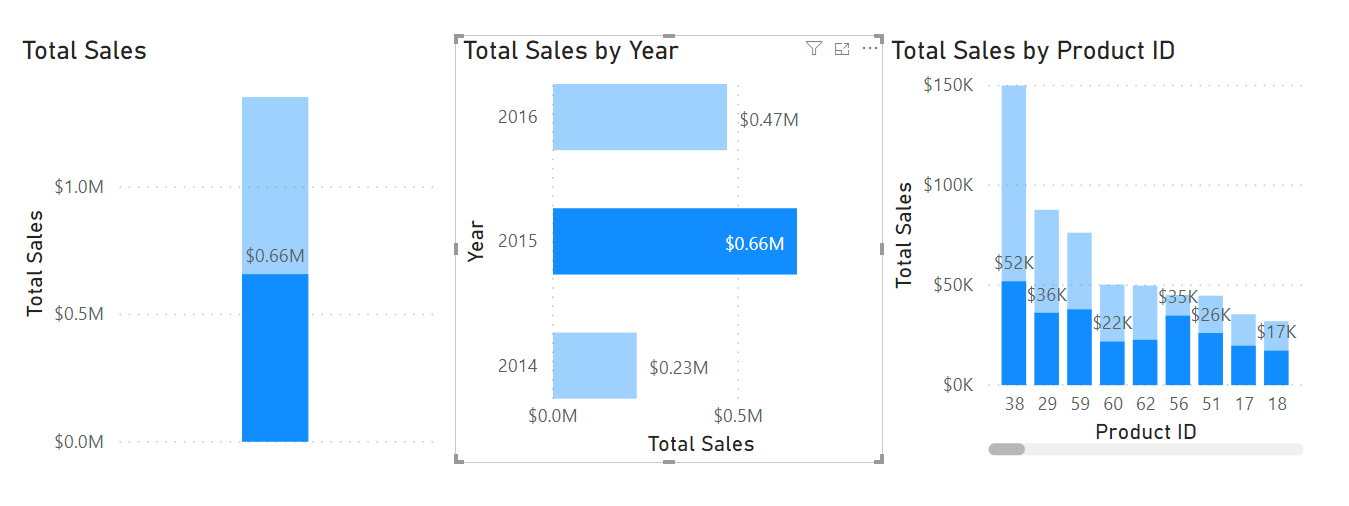 Total Sales
$1.0M
$0.66M
$0.5M
$0.0M
Total Sales
Total Sales by Year
2016
$0.47M
2015
$0.66M
2014
$0.23M
$0.0M $0.5M
Year
Total Sales
Total Sales by Product ID
$150K
$100K
$50K
$0K
Total Sales
$52K
$36K
$22K
$35K
$26K
$17K
38 29 59 60 62 56 51 17 18
Product ID